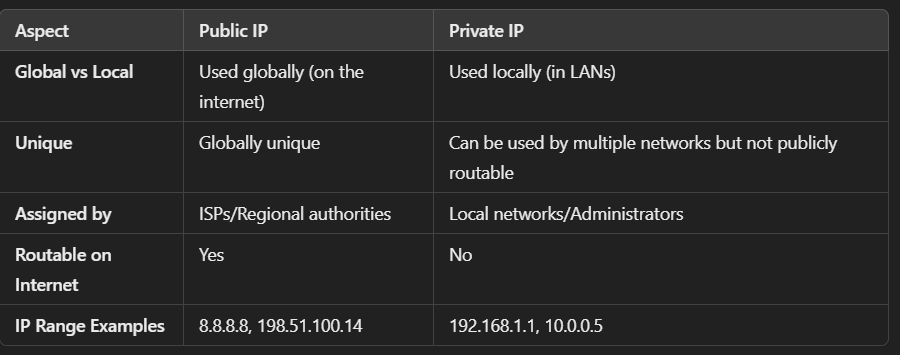 Aspect Public IP Private IP
Global vs Local Used globally (on the Used locally (in LANs)
internet)
Unique Globally unique Can be used by multiple networks but not publicly
routable
Assigned by ISPs/Regional authorities Local networks/Administrators
Routable on Yes No
Internet
IP Range Examples 8.8.8.8, 198.51.100.14 192.168.1.1, 10.0.0.5